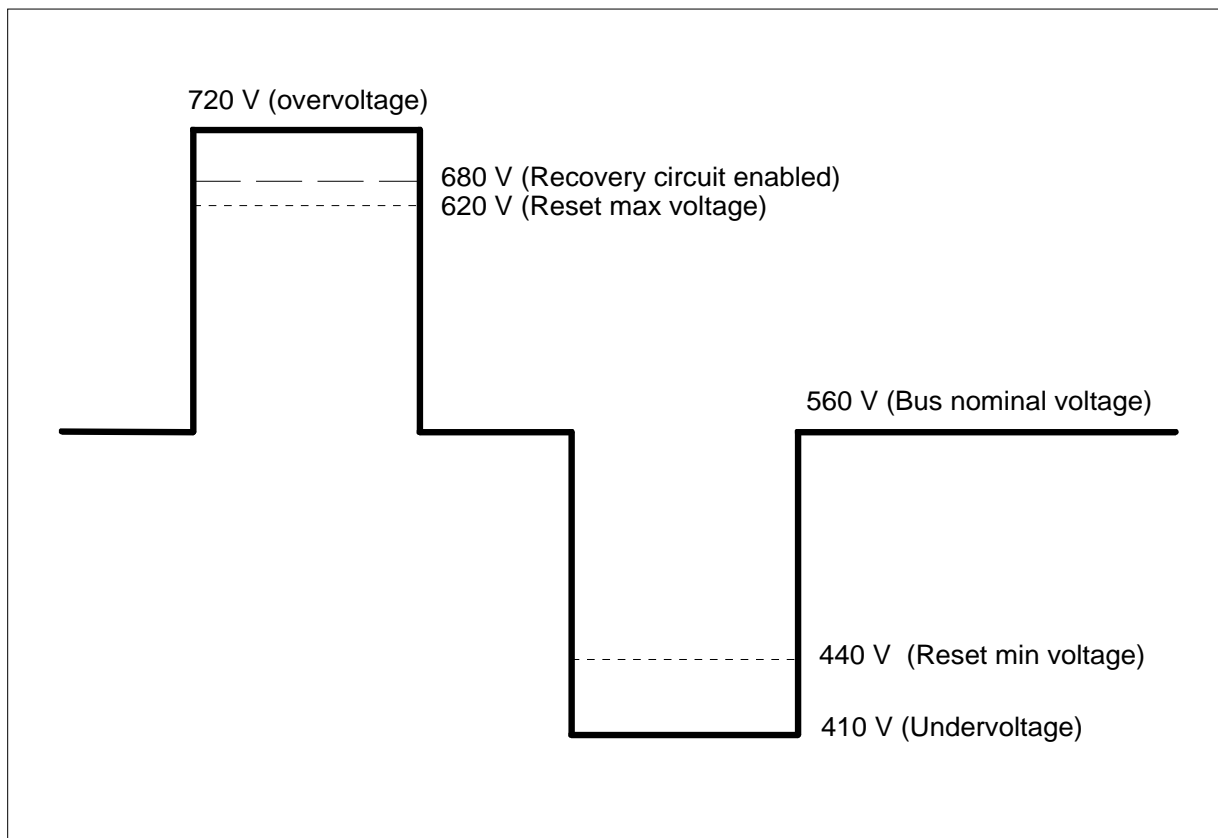 720 V (overvoltage)
680 V (Recovery circuit enabled)
620 V (Reset max voltage)
560 V (Bus nominal voltage)
440 V  (Reset min voltage)
410 V (Undervoltage)